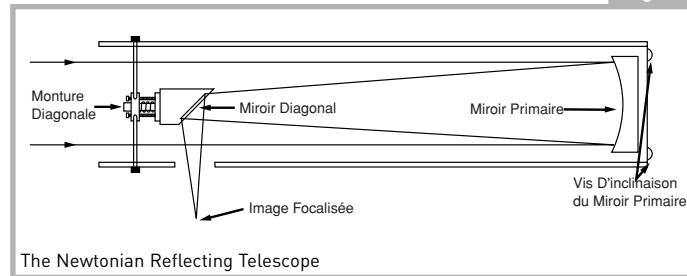 Monture
Diagonale
Miroir Diagonal
Miroir Primaire
Vis D'inclinaison
du Miroir Primaire
Image Focalisée
The Newtonian Reflecting Telescope